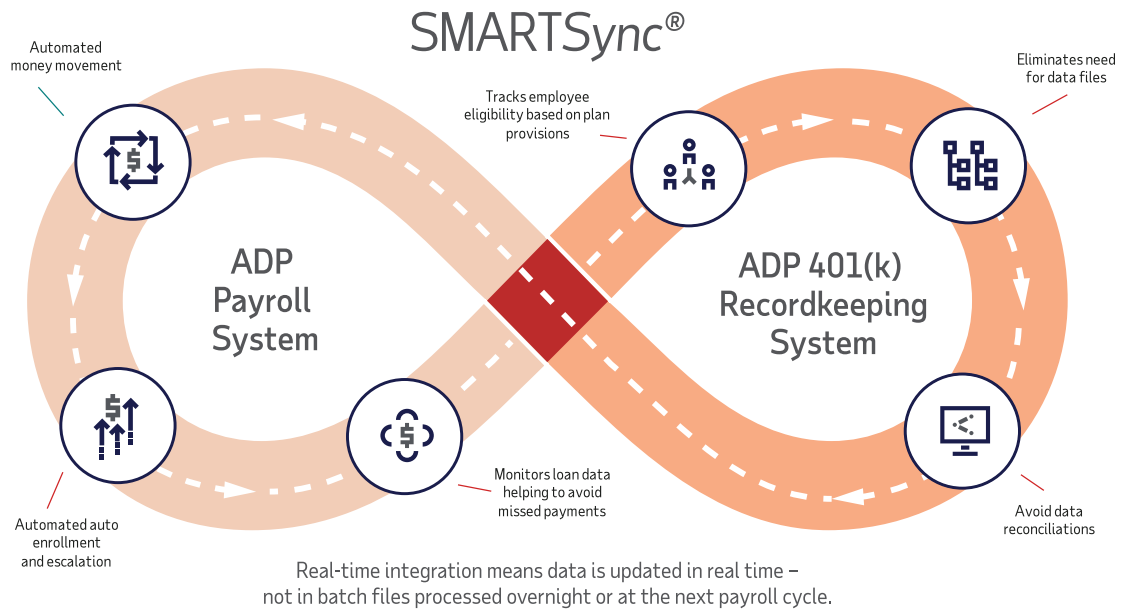 SMARTSync®
Automated
money movement
Tracks employee
eligibility based on plan
provisions
Eliminates need
for data files
ADP
Payroll
System
ADP 401(k)
Recordkeeping
System
$
$
$
Automated auto
enrollment
and escalation
Monitors loan data
helping to avoid
missed payments
Avoid data
reconciliations
Real-time integration means data is updated in real time –
not in batch files processed overnight or at the next payroll cycle.